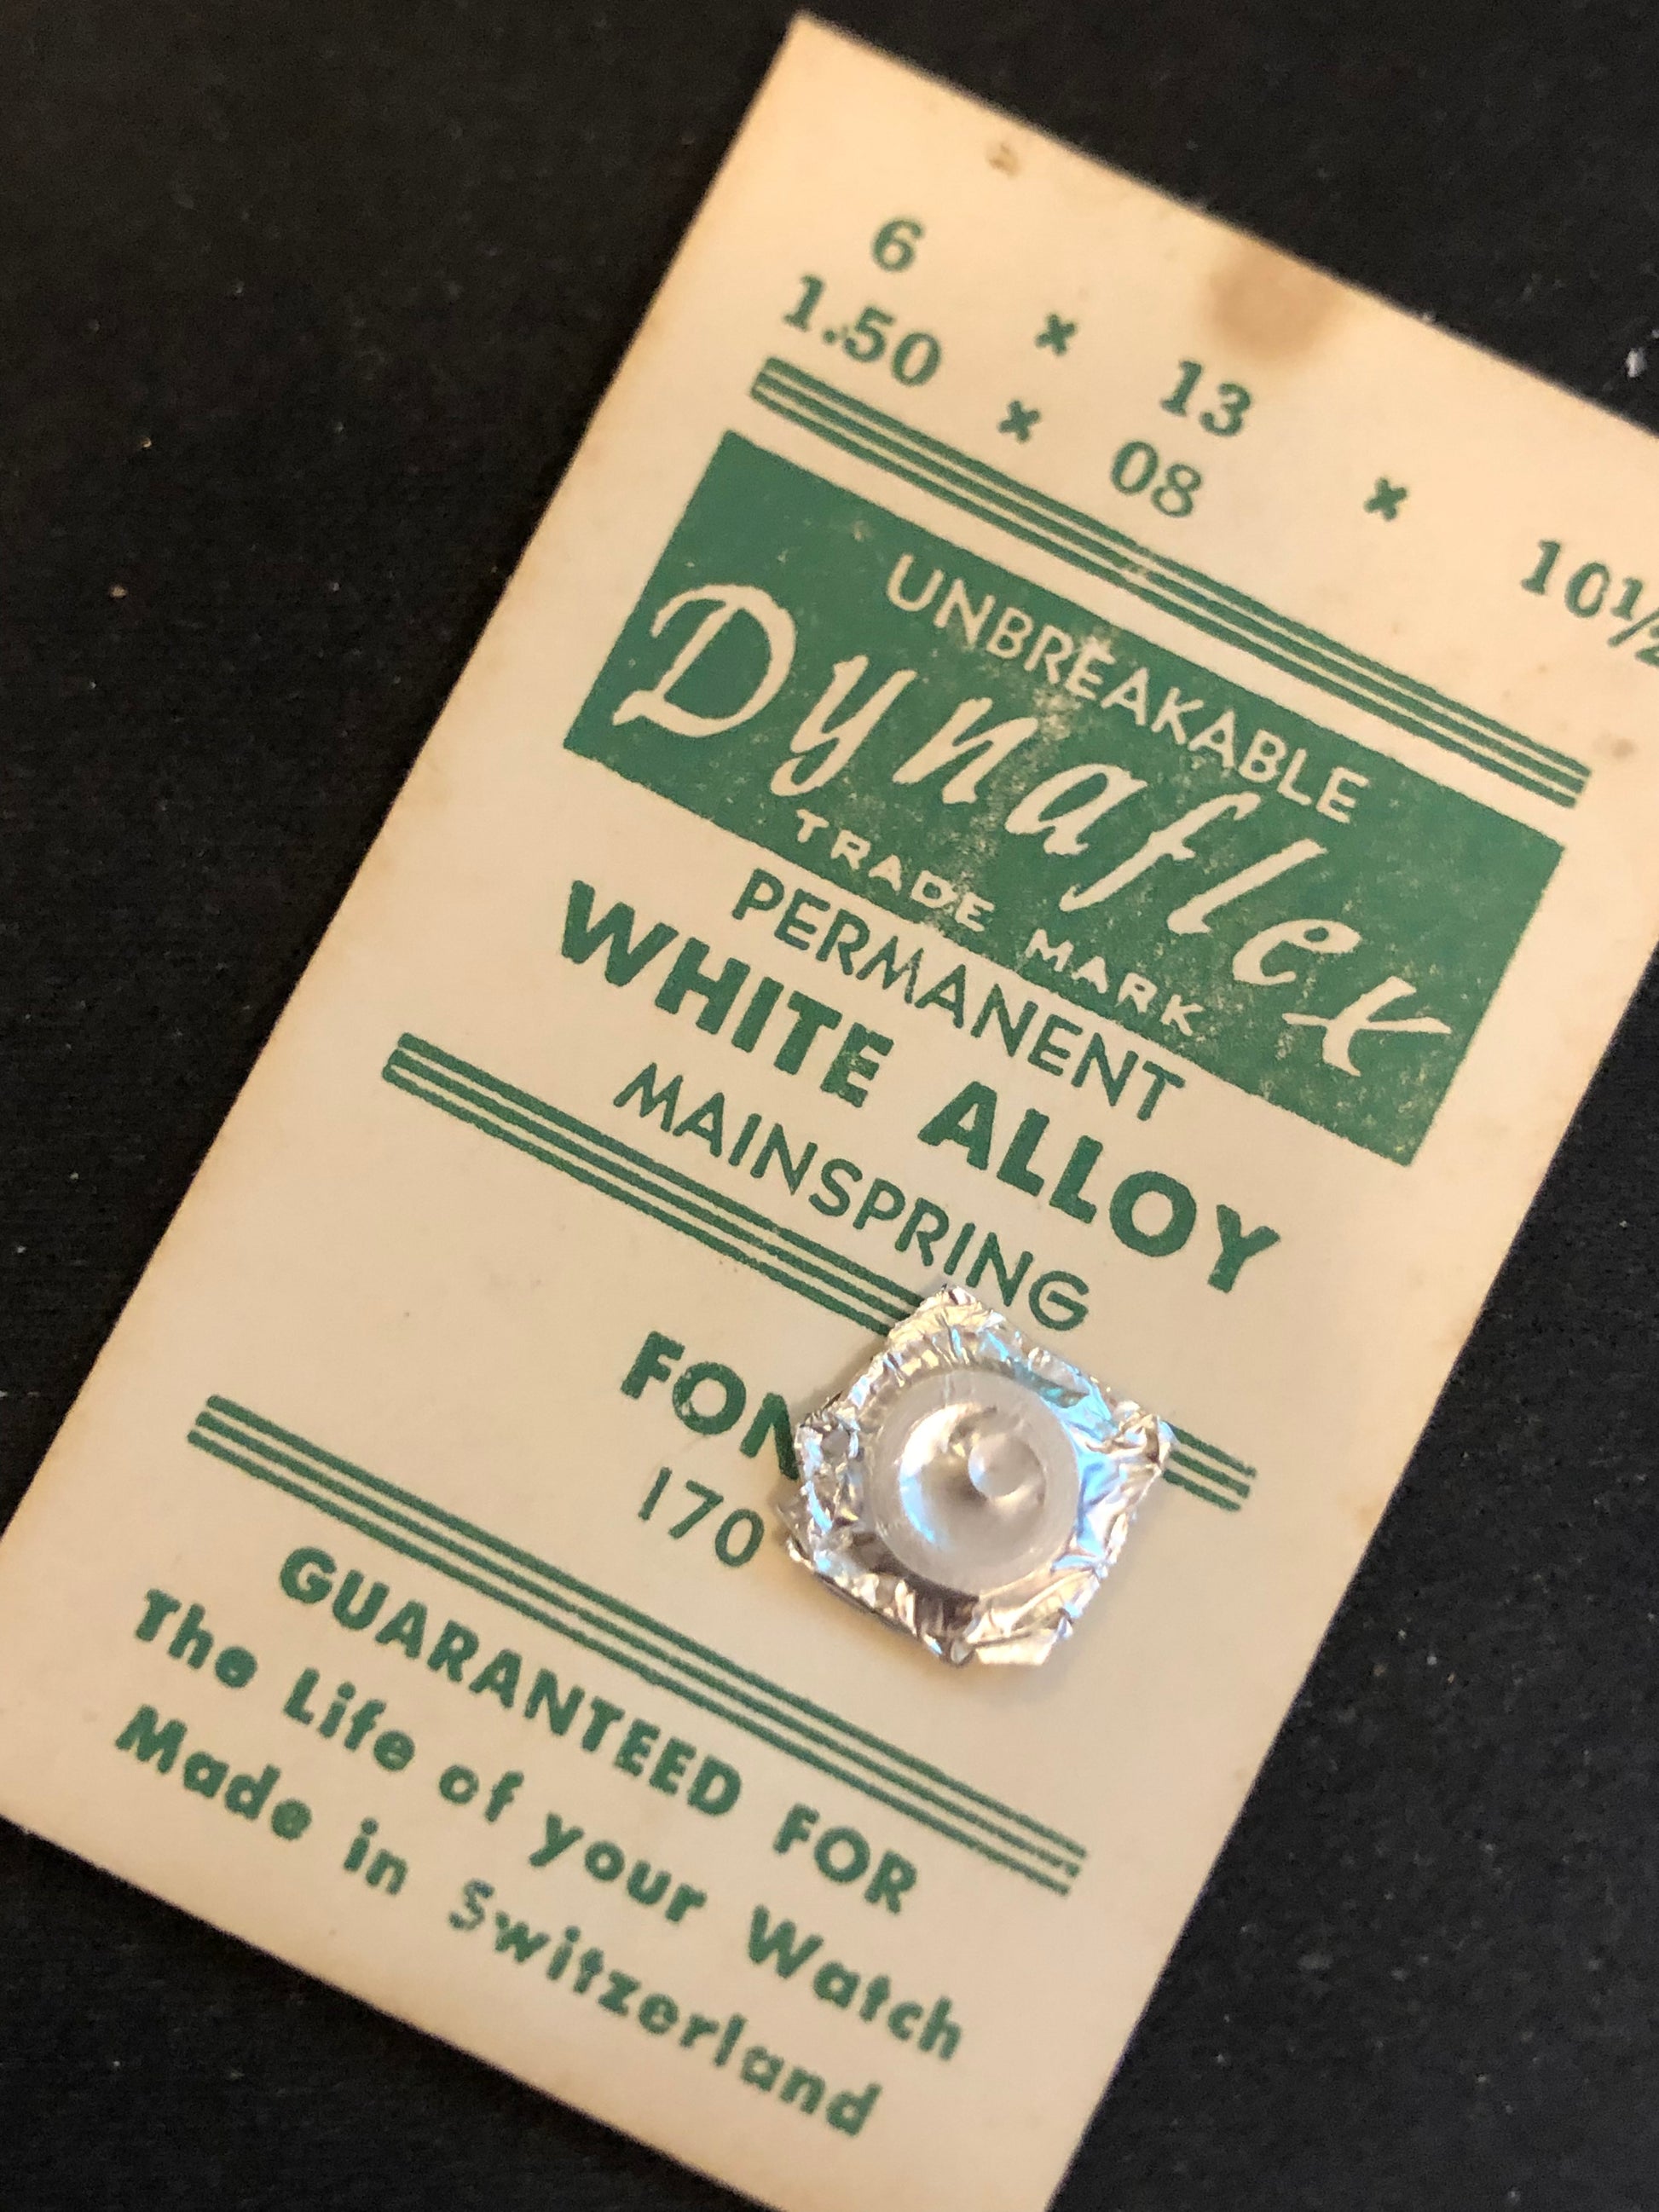 6 x 13 x 10½
1.50 x 08
UNBREAKABLE
Dynaflex
TRADE MARK
PERMANENT
WHITE ALLOY
MAINSPRING
FON
170
GUARANTEED FOR
The Life of your Watch
Made in Switzerland